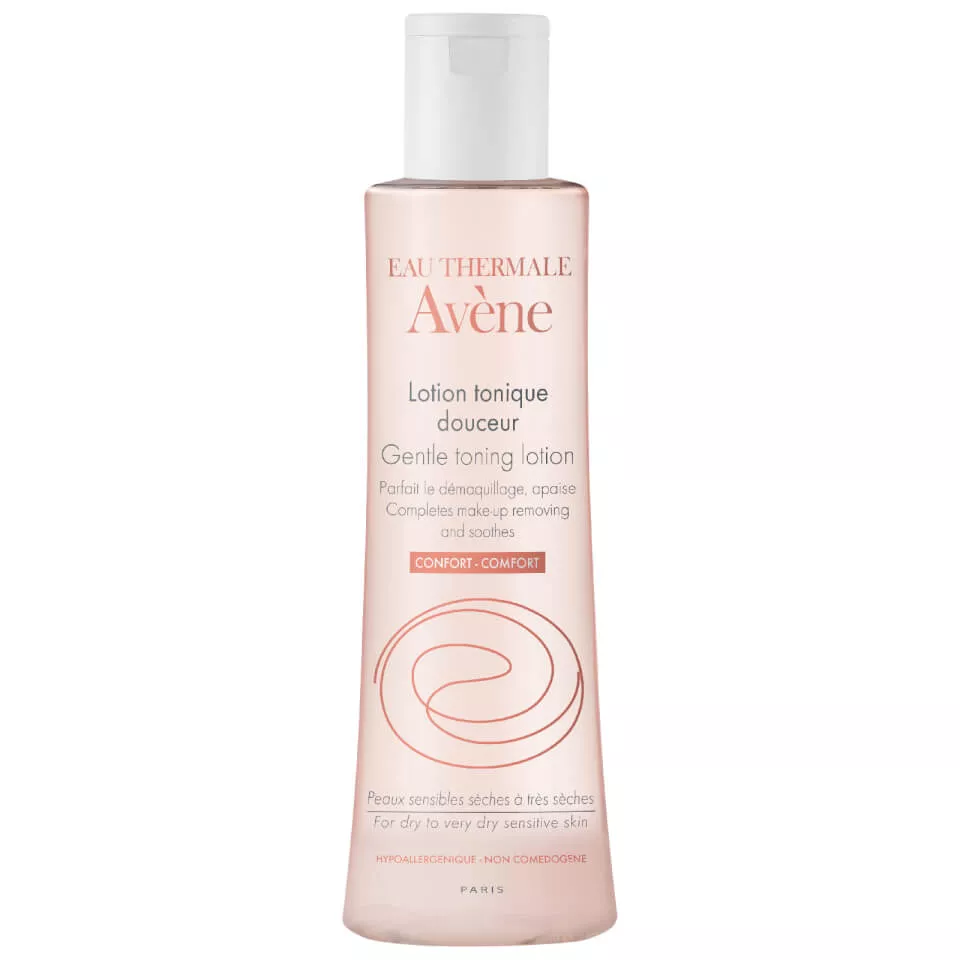 EAU THERMALE
Avène
Lotion tonique
douceur
Gentle toning lotion
Parfait le démaquillage, apaise
Completes make-up removing
and soothes
CONFORT - COMFORT
Peaux sensibles sèches à très sèches
For dry to very dry sensitive skin
HYPOALLERGENIQUE - NON COMEDOGENE
PARIS